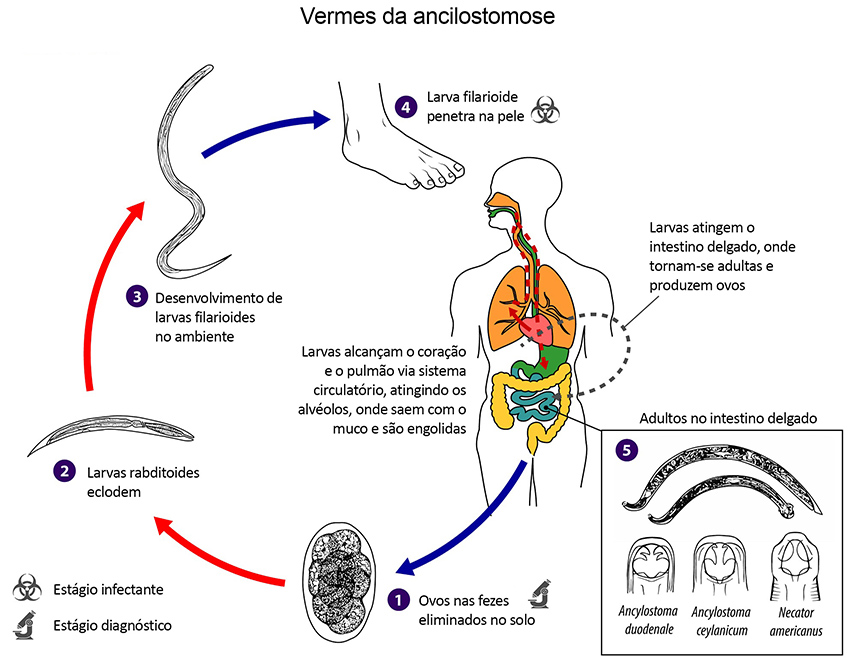 Vermes da ancilostomose
4
Larva filarioide
penetra na pele
Larvas atingem o
intestino delgado, onde
tornam-se adultas e
produzem ovos
3
Desenvolvimento de
larvas filarioides
no ambiente
Larvas alcançam o coração
e o pulmão via sistema
circulatório, atingindo os
alvéolos, onde saem com o
muco e são engolidas
Adultos no intestino delgado
5
2
Larvas rabditoides
eclodem
Ancylostoma
duodenale
Ancylostoma
ceylanicum
Necator
americanus
1
Ovos nas fezes
eliminados no solo
Estágio infectante
Estágio diagnóstico